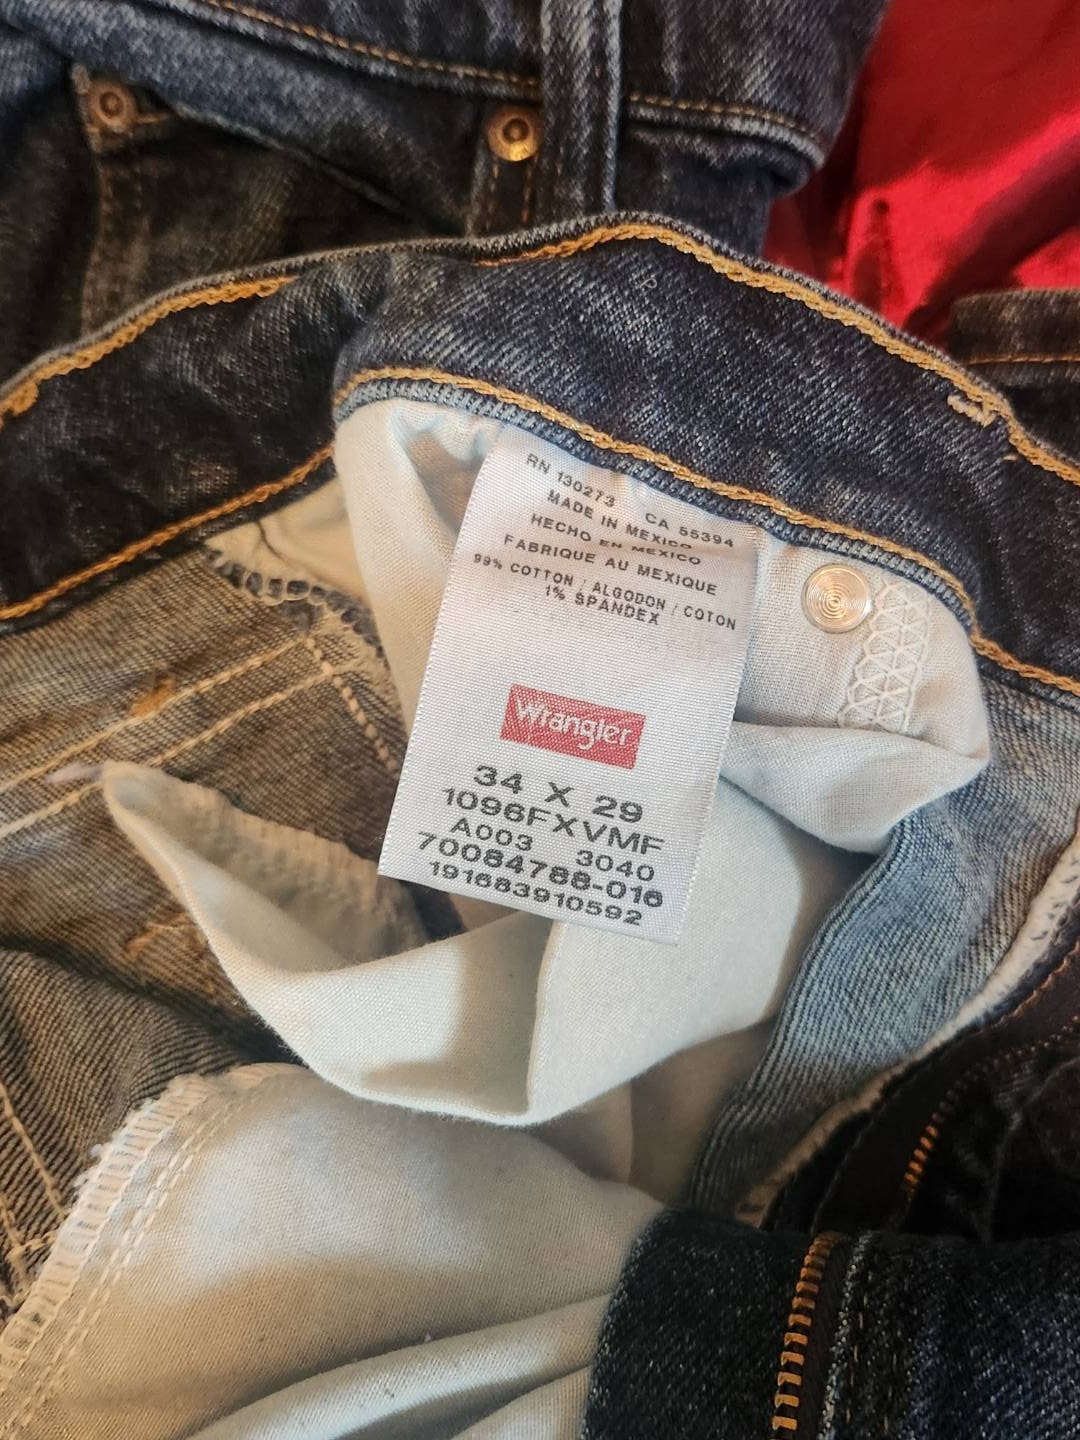 RN 130273 CA 55394
MADE IN MEXICO
HECHO EN MEXICO
FABRIQUE AU MEXIQUE
99% COTTON / ALGODON / COTON
1% SPANDEX
Wrangler
34 X 29
1096FXVMF
A003 3040
70084788-016
191683910592